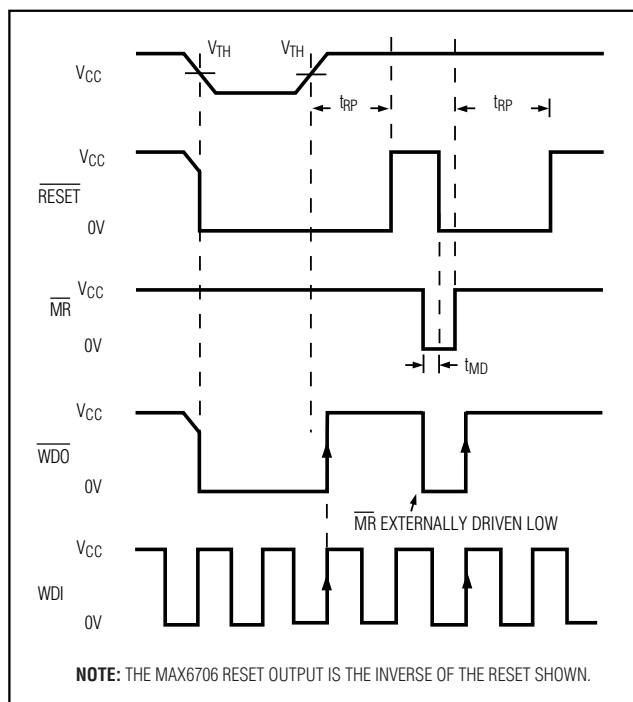 VTH VTH
VCC
tRP tRP
VCC
RESET
0V
VCC
MR
0V
tMD
VCC
WDO
0V
MR EXTERNALLY DRIVEN LOW
VCC
WDI
0V
NOTE: THE MAX6706 RESET OUTPUT IS THE INVERSE OF THE RESET SHOWN.